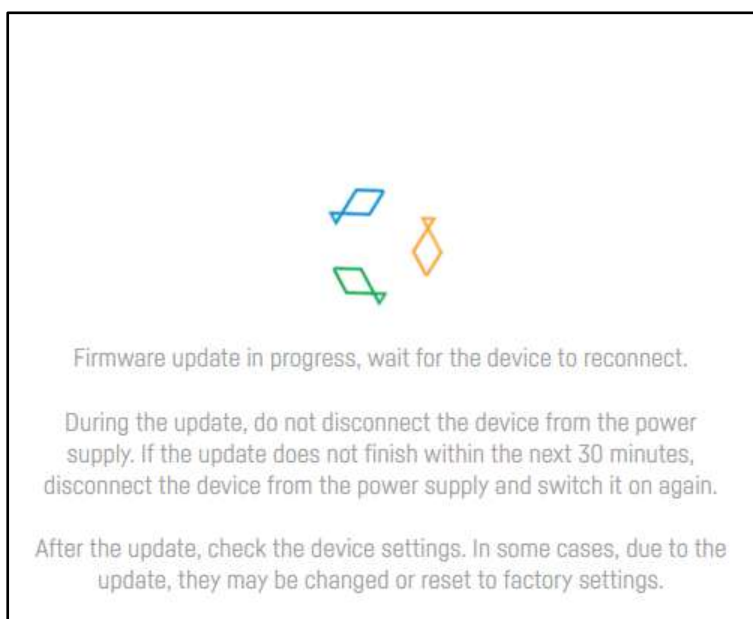 Firmware update in progress, wait for the device to reconnect.
During the update, do not disconnect the device from the power
supply. If the update does not finish within the next 30 minutes,
disconnect the device from the power supply and switch it on again.
After the update, check the device settings. In some cases, due to the
update, they may be changed or reset to factory settings.